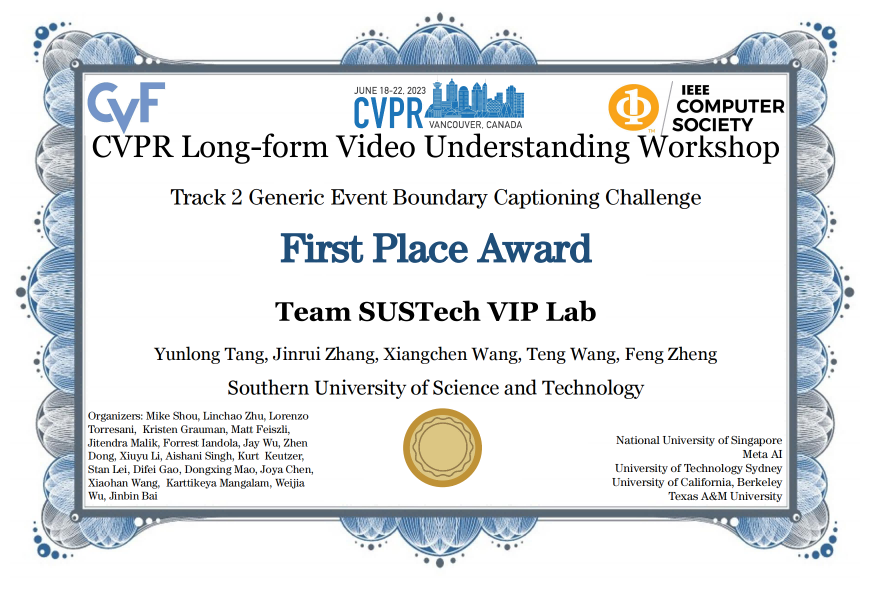 CVF
JUNE 18-22, 2023
CVPR
VANCOUVER, CANADA
IEEE
COMPUTER
SOCIETY
TM
CVPR Long-form Video Understanding Workshop
Track 2 Generic Event Boundary Captioning Challenge
First Place Award
Team SUSTech VIP Lab
Yunlong Tang, Jinrui Zhang, Xiangchen Wang, Teng Wang, Feng Zheng
Southern University of Science and Technology
Organizers: Mike Shou, Linchao Zhu, Lorenzo
Torresani, Kristen Grauman, Matt Feiszli,
Jitendra Malik, Forrest Iandola, Jay Wu, Zhen
Dong, Xiuyu Li, Aishani Singh, Kurt Keutzer,
Stan Lei, Difei Gao, Dongxing Mao, Joya Chen,
Xiaohan Wang, Karttikeya Mangalam, Weijia
Wu, Jinbin Bai
National University of Singapore
Meta AI
University of Technology Sydney
University of California, Berkeley
Texas A&M University